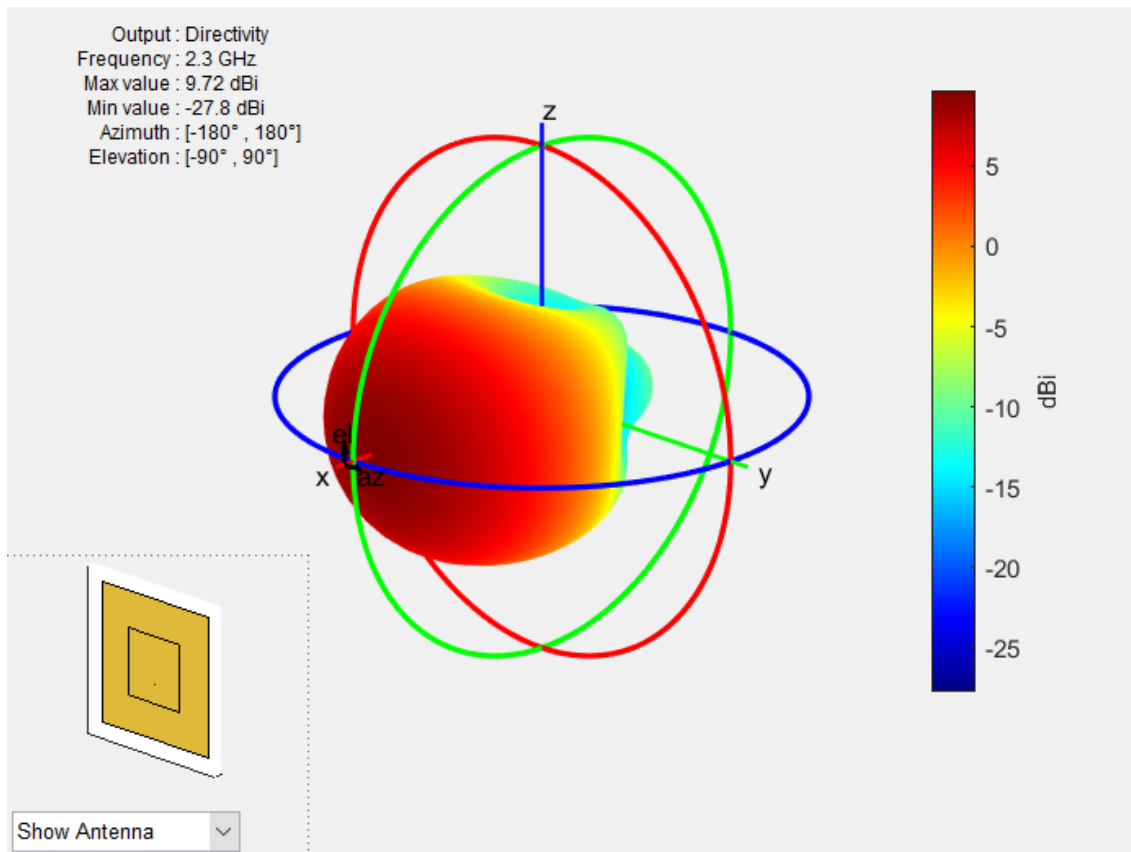 Output : Directivity
Frequency : 2.3 GHz
Max value : 9.72 dBi
Min value : -27.8 dBi
Azimuth : [-180° , 180°]
Elevation : [-90° , 90°]
z
el
x
az
y
5
0
-5
-10
-15
-20
-25
dBi
Show Antenna